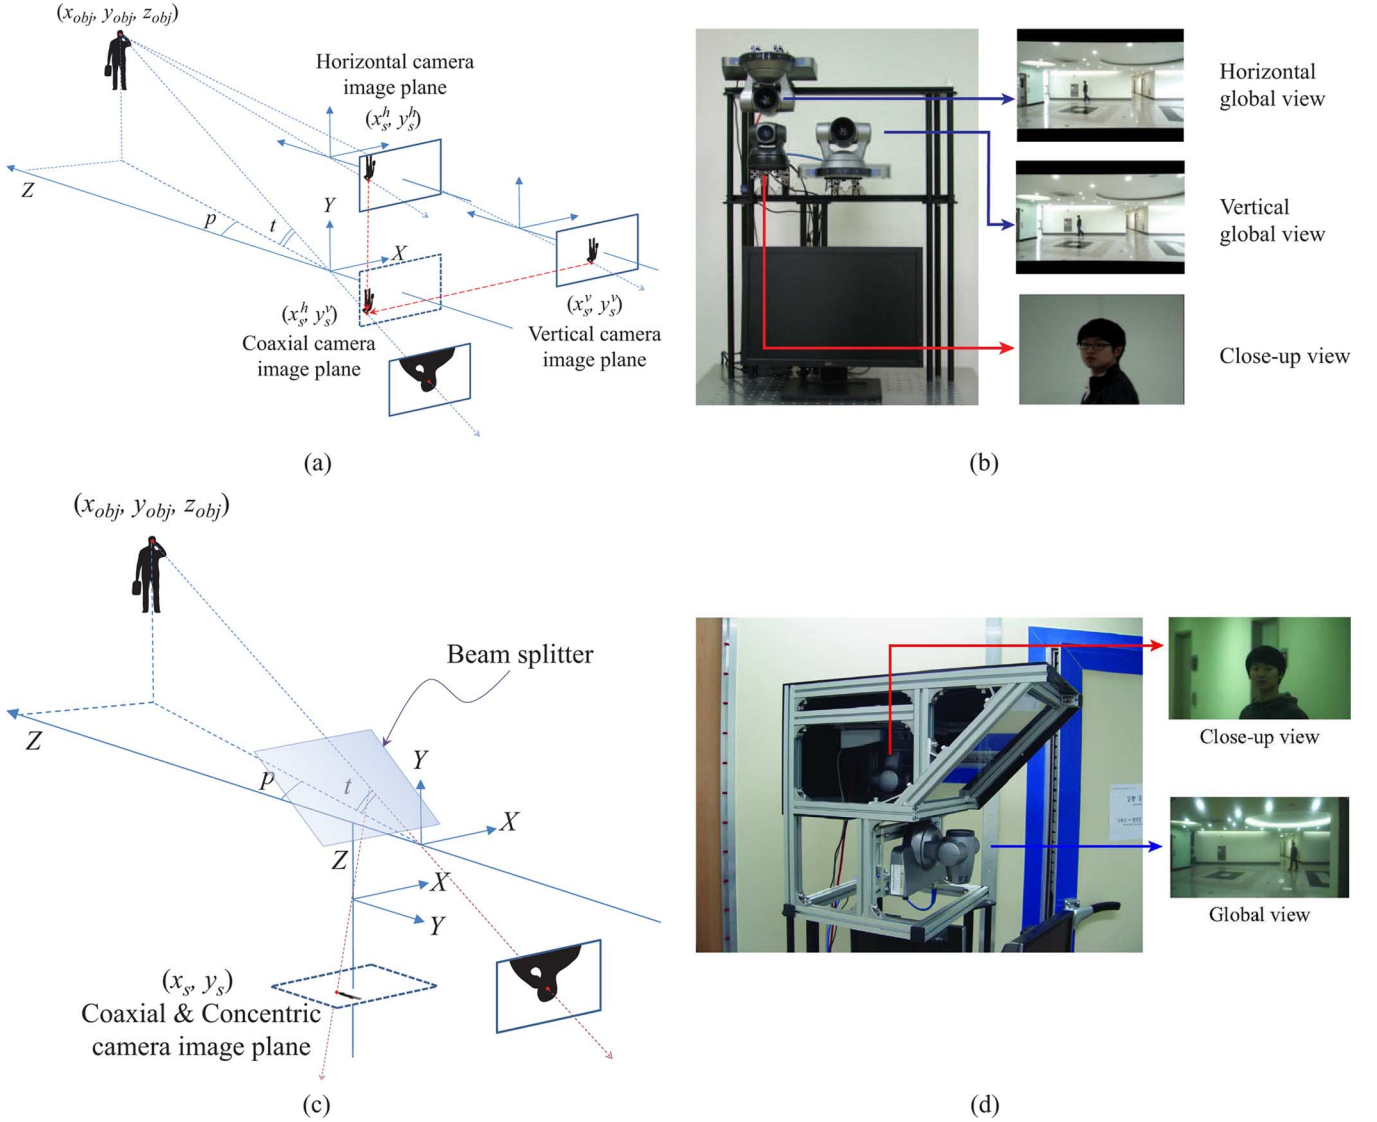 (x_obj, y_obj, z_obj)
Horizontal camera
image plane
(x_s^h, y_s^h)
Z
p
t
Y
X
(x_s^h, y_s^v)
Coaxial camera
image plane
(x_s^v, y_s^v)
Vertical camera
image plane
(a)
Horizontal
global view
Vertical
global view
Close-up view
(b)
(x_obj, y_obj, z_obj)
Beam splitter
Z
p
t
Y
X
Z
X
Y
(x_s, y_s)
Coaxial & Concentric
camera image plane
(c)
Close-up view
Global view
(d)